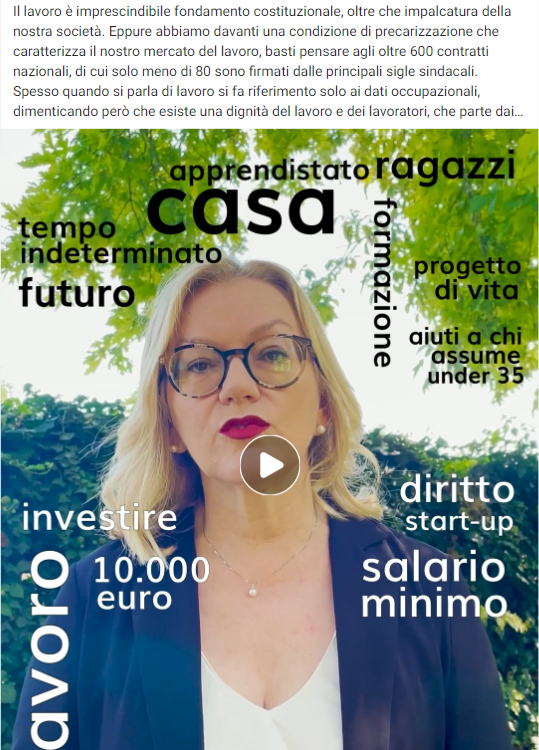 Il lavoro è imprescindibile fondamento costituzionale, oltre che impalcatura della
nostra società. Eppure abbiamo davanti una condizione di precarizzazione che
caratterizza il nostro mercato del lavoro, basti pensare agli oltre 600 contratti
nazionali, di cui solo meno di 80 sono firmati dalle principali sigle sindacali.
Spesso quando si parla di lavoro si fa riferimento solo ai dati occupazionali,
dimenticando però che esiste una dignità del lavoro e dei lavoratori, che parte dai...
apprendistato
ragazzi
casa
tempo
indeterminato
futuro
formazione
progetto
di vita
aiuti a chi
assume
under 35
investire
10.000
euro
diritto
start-up
salario
minimo
avoro